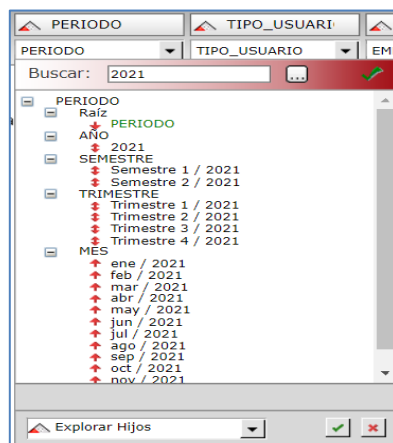 PERIODO TIPO_USUARI
PERIODO TIPO_USUARIO EM
Buscar: 2021 ...
PERIODO
Raíz
PERIODO
AÑO
2021
SEMESTRE
Semestre 1 / 2021
Semestre 2 / 2021
TRIMESTRE
Trimestre 1 / 2021
Trimestre 2 / 2021
Trimestre 3 / 2021
Trimestre 4 / 2021
MES
ene / 2021
feb / 2021
mar / 2021
abr / 2021
may / 2021
jun / 2021
jul / 2021
ago / 2021
sep / 2021
oct / 2021
nov / 2021
Explorar Hijos